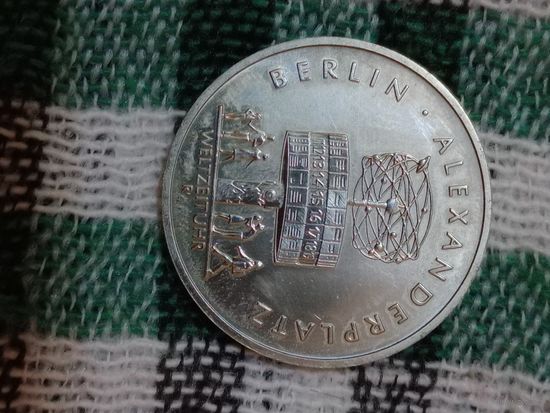 BERLIN · ALEXANDERPLATZ
WELTZEITUHR